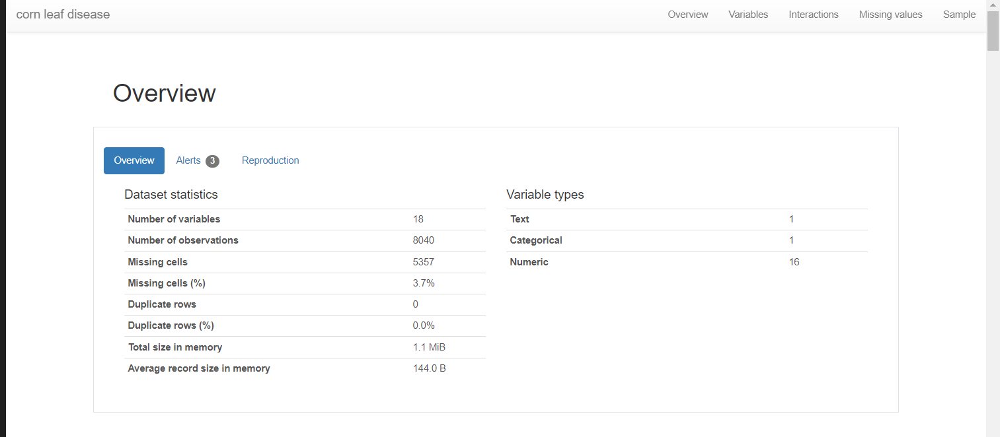 corn leaf disease Overview Variables Interactions Missing values Sample
Overview
Overview Alerts 3 Reproduction
Dataset statistics
Number of variables 18
Number of observations 8040
Missing cells 5357
Missing cells (%) 3.7%
Duplicate rows 0
Duplicate rows (%) 0.0%
Total size in memory 1.1 MiB
Average record size in memory 144.0 B
Variable types
Text 1
Categorical 1
Numeric 16